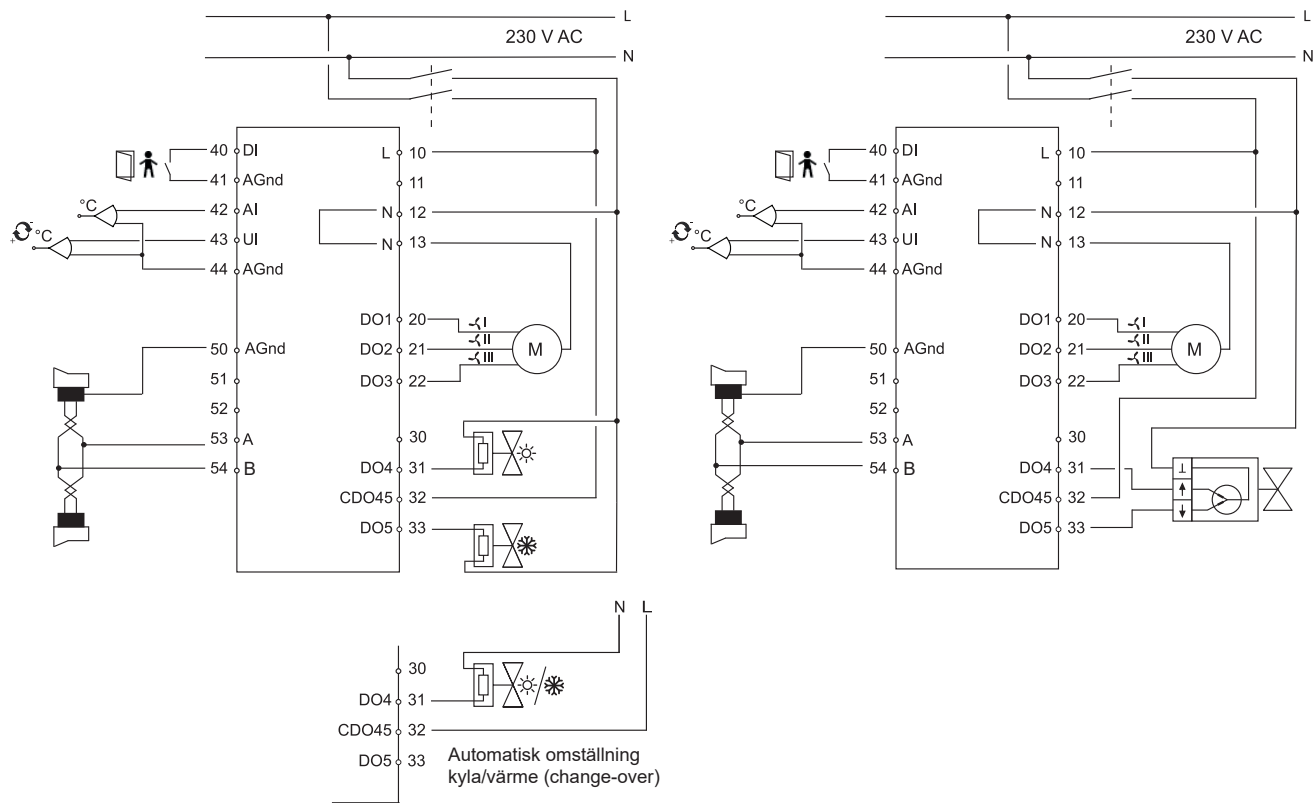 L
230 V AC
N
40 DI
41 AGnd
°C
42 AI
- + °C
43 UI
44 AGnd
50 AGnd
51
52
53 A
54 B
L 10
11
N 12
N 13
DO1 20 I
DO2 21 II
DO3 22 III
M
30
DO4 31
CDO45 32
DO5 33
L
230 V AC
N
40 DI
41 AGnd
°C
42 AI
- + °C
43 UI
44 AGnd
50 AGnd
51
52
53 A
54 B
L 10
11
N 12
N 13
DO1 20 I
DO2 21 II
DO3 22 III
M
30
DO4 31
CDO45 32
DO5 33
N L
30
DO4 31
CDO45 32
DO5 33
Automatisk omställning
kyla/värme (change-over)